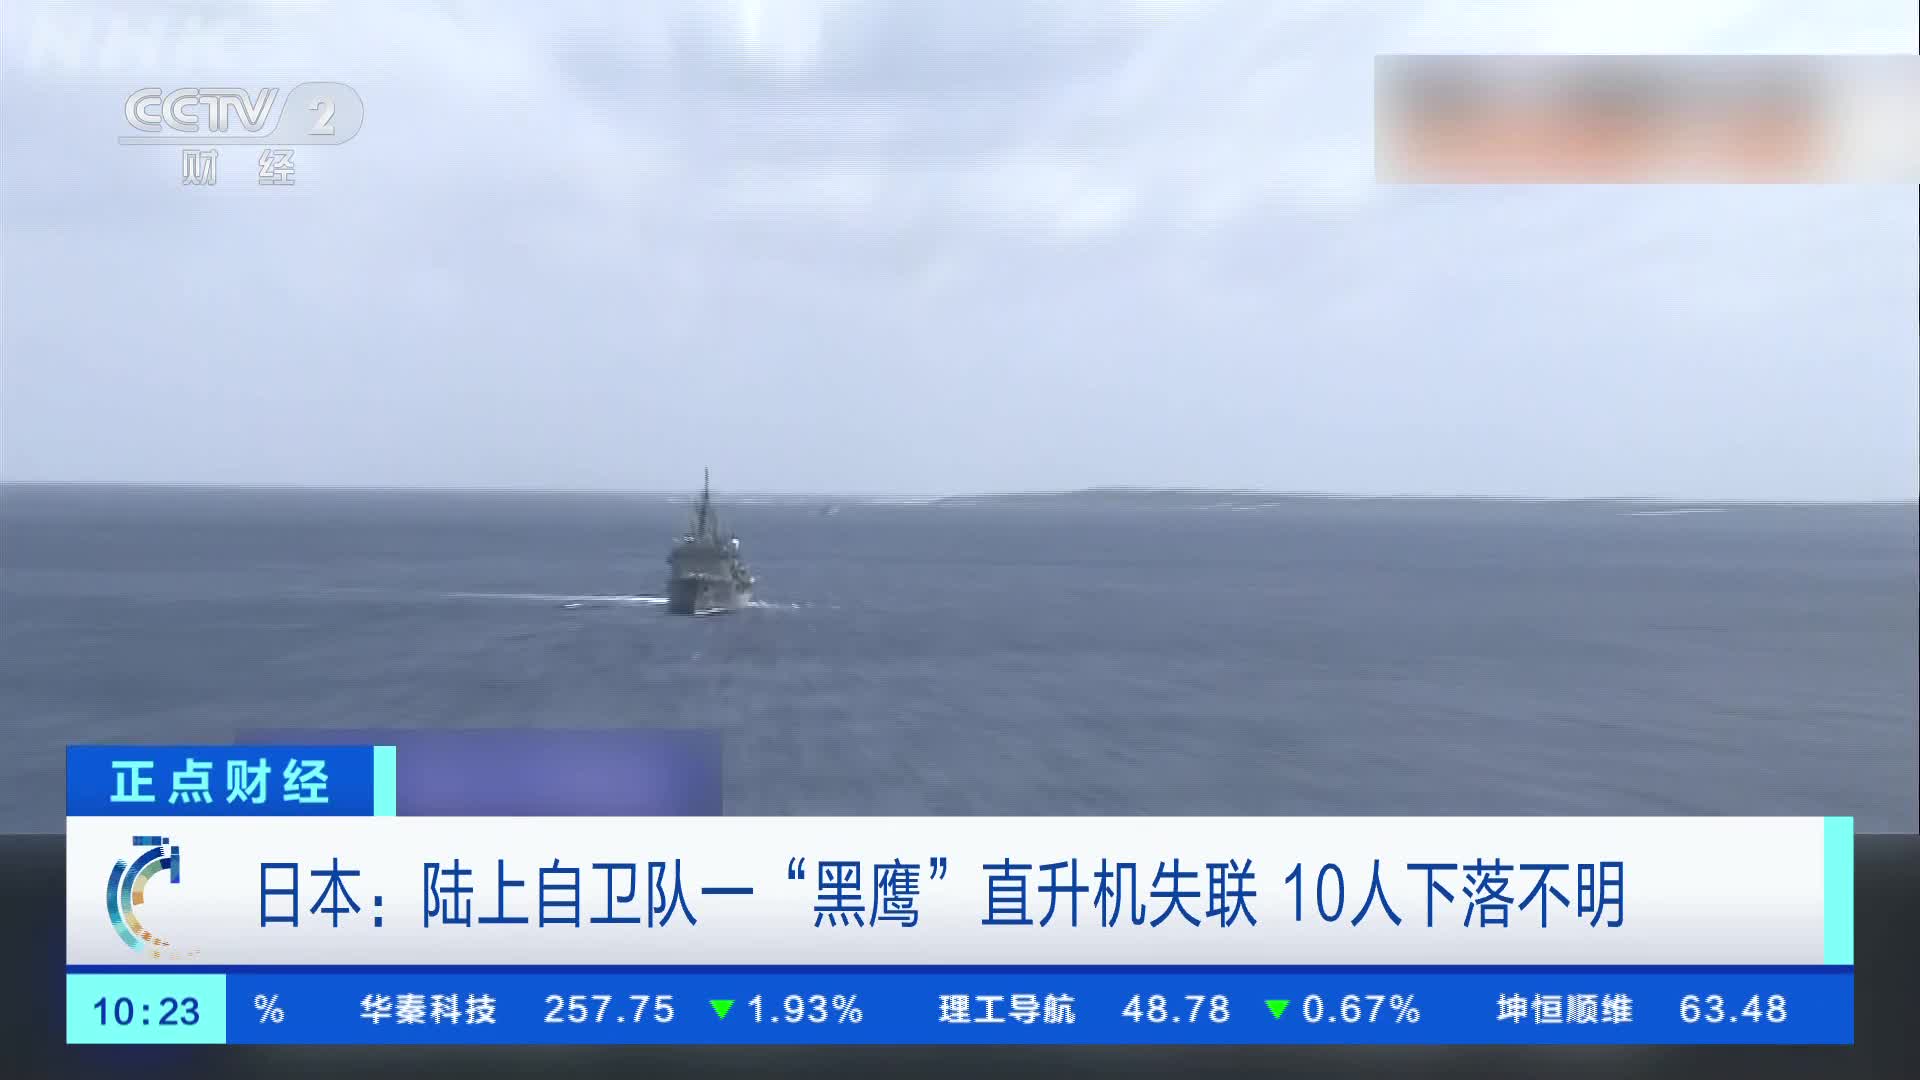 NHK
CCTV 2
财 经
正点财经
日本：陆上自卫队一“黑鹰”直升机失联 10人下落不明
10:23 % 华秦科技 257.75 ▼1.93% 理工导航 48.78 ▼0.67% 坤恒顺维 63.48